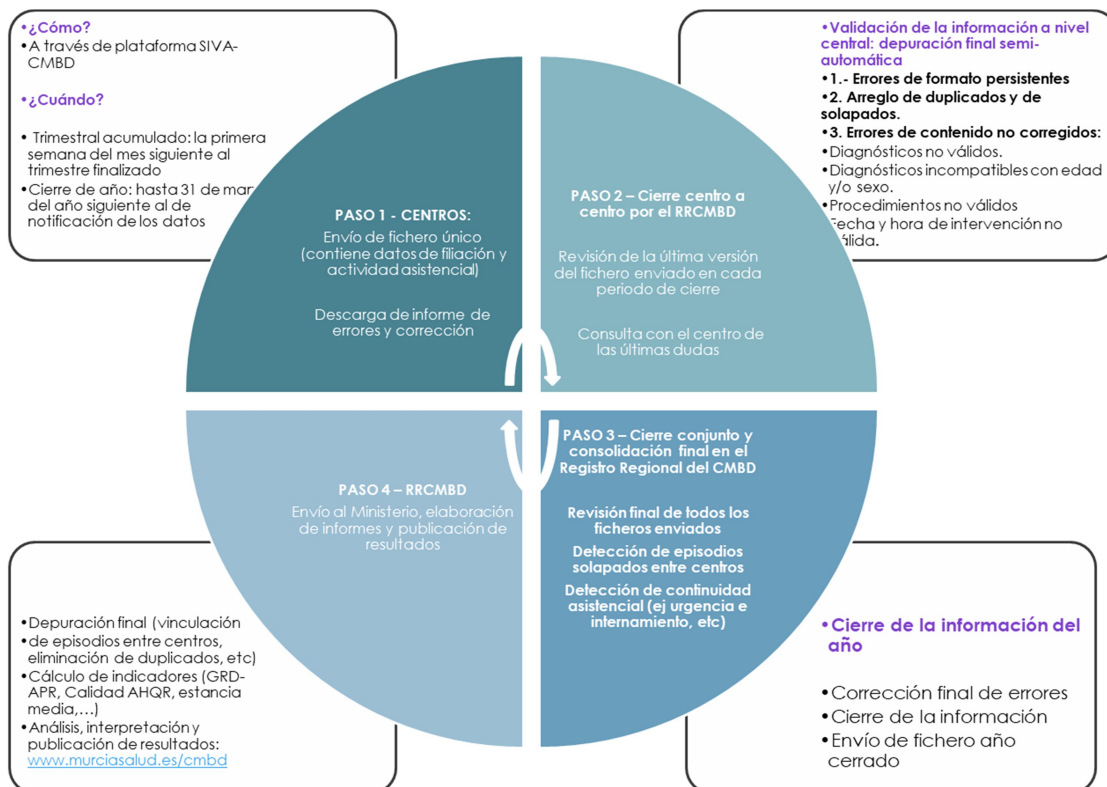 •¿Cómo?
•A través de plataforma SIVA-
CMBD
•¿Cuándo?
• Trimestral acumulado: la primera
semana del mes siguiente al
trimestre finalizado
•Cierre de año: hasta 31 de
del año siguiente al de
notificación de los datos
PASO 1 - CENTROS:
Envío de fichero único
(contiene datos de filiación y
actividad asistencial)
Descarga de informe de
errores y corrección
•Validación de la información a nivel
central: depuración final semi-
automática
•1.- Errores de formato persistentes
•2. Arreglo de duplicados y de
solapados.
•3. Errores de contenido no corregidos:
•Diagnósticos no válidos.
•Diagnósticos incompatibles con edad
y/o sexo.
•Procedimientos no válidos
Fecha y hora de intervención no
válida.
PASO 2 – Cierre centro a
centro por el RRCMBD
Revisión de la última versión
del fichero enviado en cada
periodo de cierre
Consulta con el centro de
las últimas dudas
PASO 3 – Cierre conjunto y
consolidación final en el
Registro Regional del CMBD
Revisión final de todos los
ficheros enviados
Detección de episodios
solapados entre centros
Detección de continuidad
asistencial (ej urgencia e
internamiento, etc)
•Cierre de la información del
año
•Corrección final de errores
•Cierre de la información
•Envío de fichero año
cerrado
PASO 4 – RRCMBD
Envío al Ministerio, elaboración
de informes y publicación de
resultados
•Depuración final (vinculación
•de episodios entre centros,
eliminación de duplicados, etc)
•Cálculo de indicadores (GRD-
APR, Calidad AHQR, estancia
media,...)
•Análisis, interpretación y
publicación de resultados:
www.murciasalud.es/cmbd